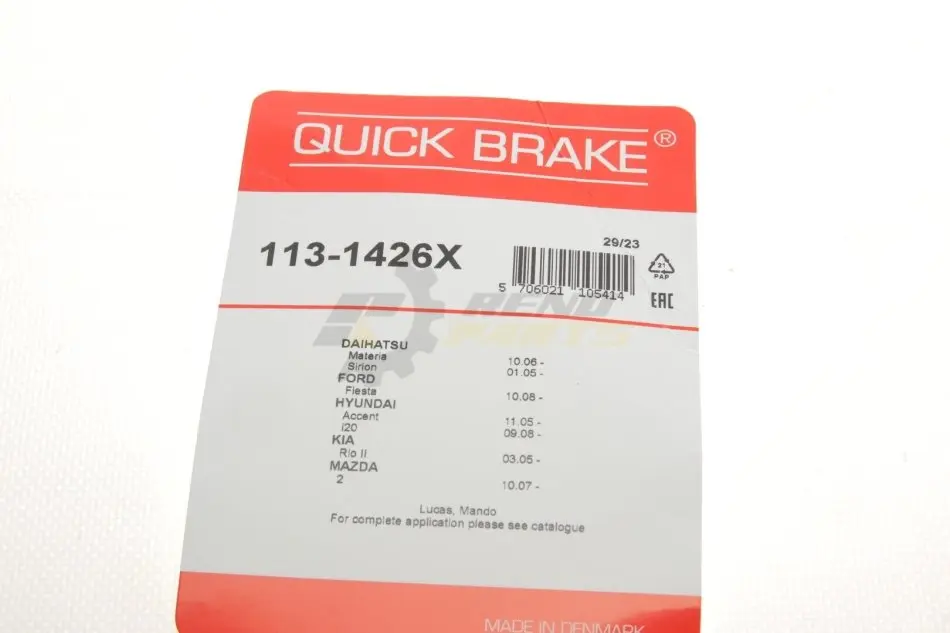 QUICK BRAKE®
113-1426X
29/23
5 706021 105414
21
PAP
EAC
REND
PARTS
DAIHATSU
Materia 10.06 -
Sirion 01.05 -
FORD
Fiesta 10.08 -
HYUNDAI
Accent 11.05 -
i20 09.08 -
KIA
Rio II 03.05 -
MAZDA
2 10.07 -
Lucas, Mando
For complete application please see catalogue
MADE IN DENMARK